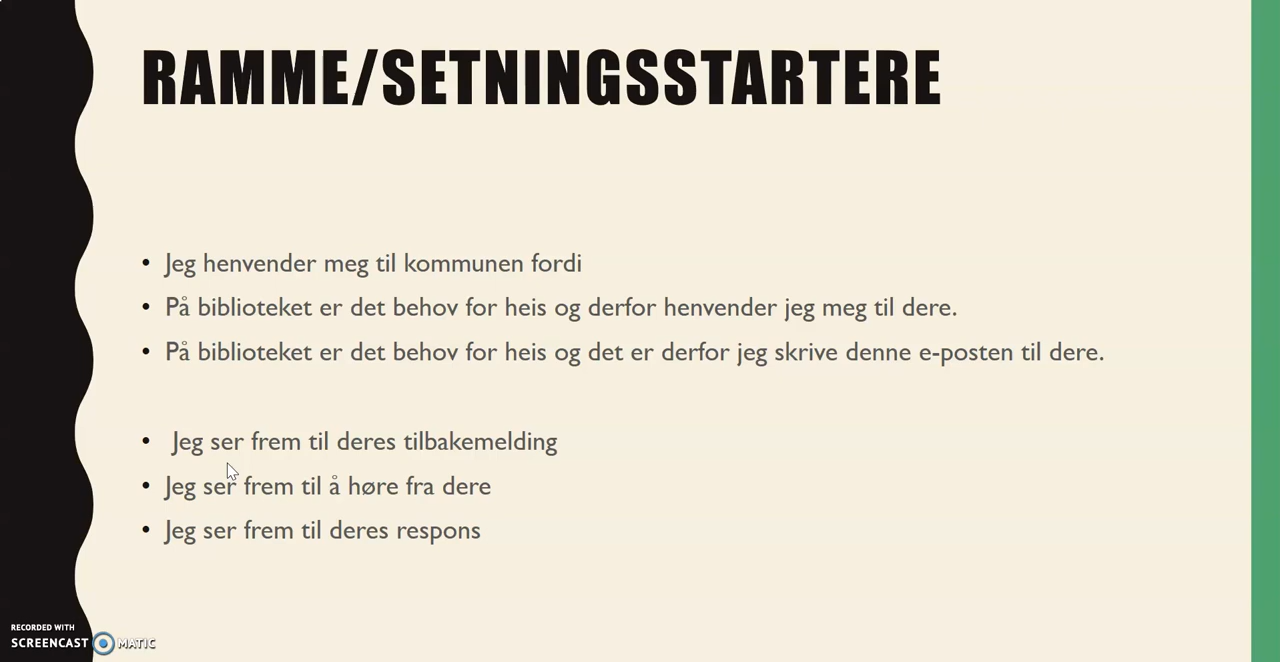 RAMME/SETNINGSSTARTERE
• Jeg henvender meg til kommunen fordi
• På biblioteket er det behov for heis og derfor henvender jeg meg til dere.
• På biblioteket er det behov for heis og det er derfor jeg skrive denne e-posten til dere.
• Jeg ser frem til deres tilbakemelding
• Jeg ser frem til å høre fra dere
• Jeg ser frem til deres respons
RECORDED WITH
SCREENCAST MATIC